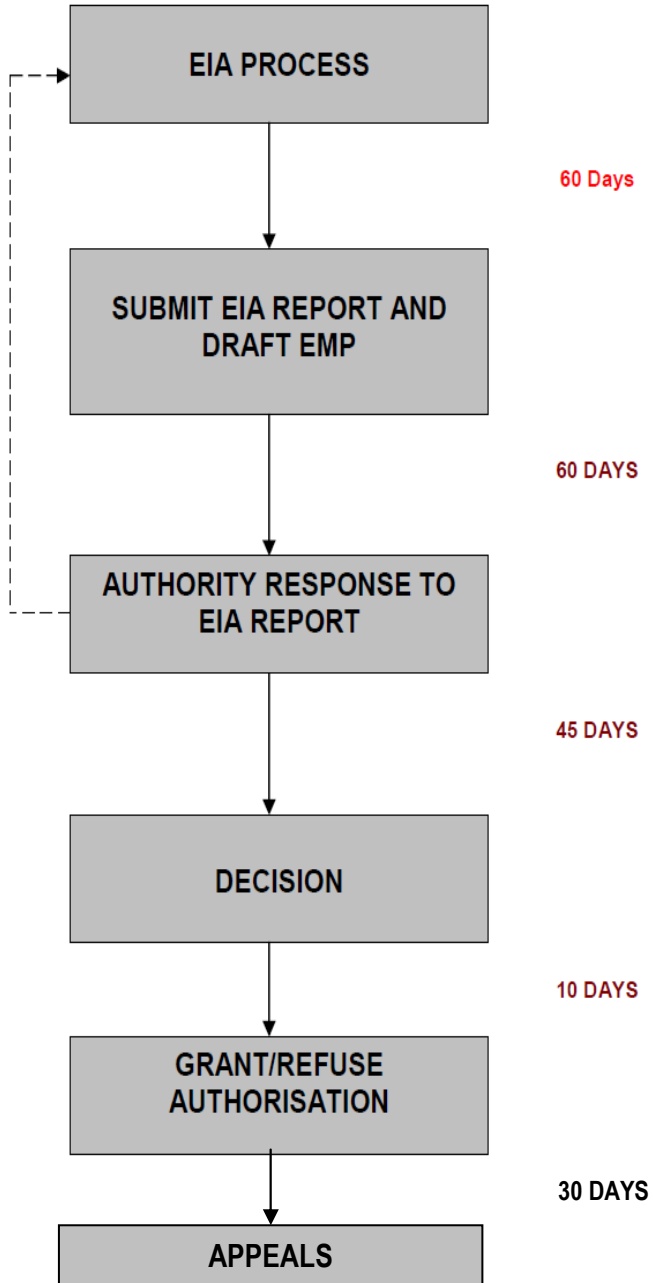 EIA PROCESS
60 Days
SUBMIT EIA REPORT AND
DRAFT EMP
60 DAYS
AUTHORITY RESPONSE TO
EIA REPORT
45 DAYS
DECISION
10 DAYS
GRANT/REFUSE
AUTHORISATION
30 DAYS
APPEALS